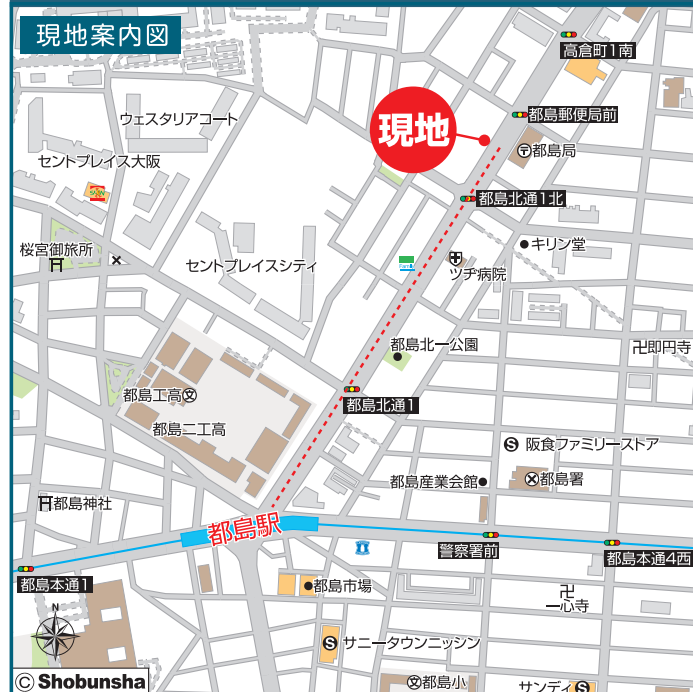 現地案内図
高倉町1南
ウェスタリアコート
都島郵便局前
現地
セントプレイス大阪
都島局
都島北通1北
桜宮御旅所
キリン堂
セントプレイスシティ
ツヂ病院
都島北一公園
卍即円寺
都島工高
都島北通1
都島二工高
阪食ファミリーストア
都島産業会館
都島署
都島神社
都島駅
警察署前
都島本通4西
都島本通1
都島市場
卍
一心寺
N
サニータウンニッシン
© Shobunsha
都島小
サンディ